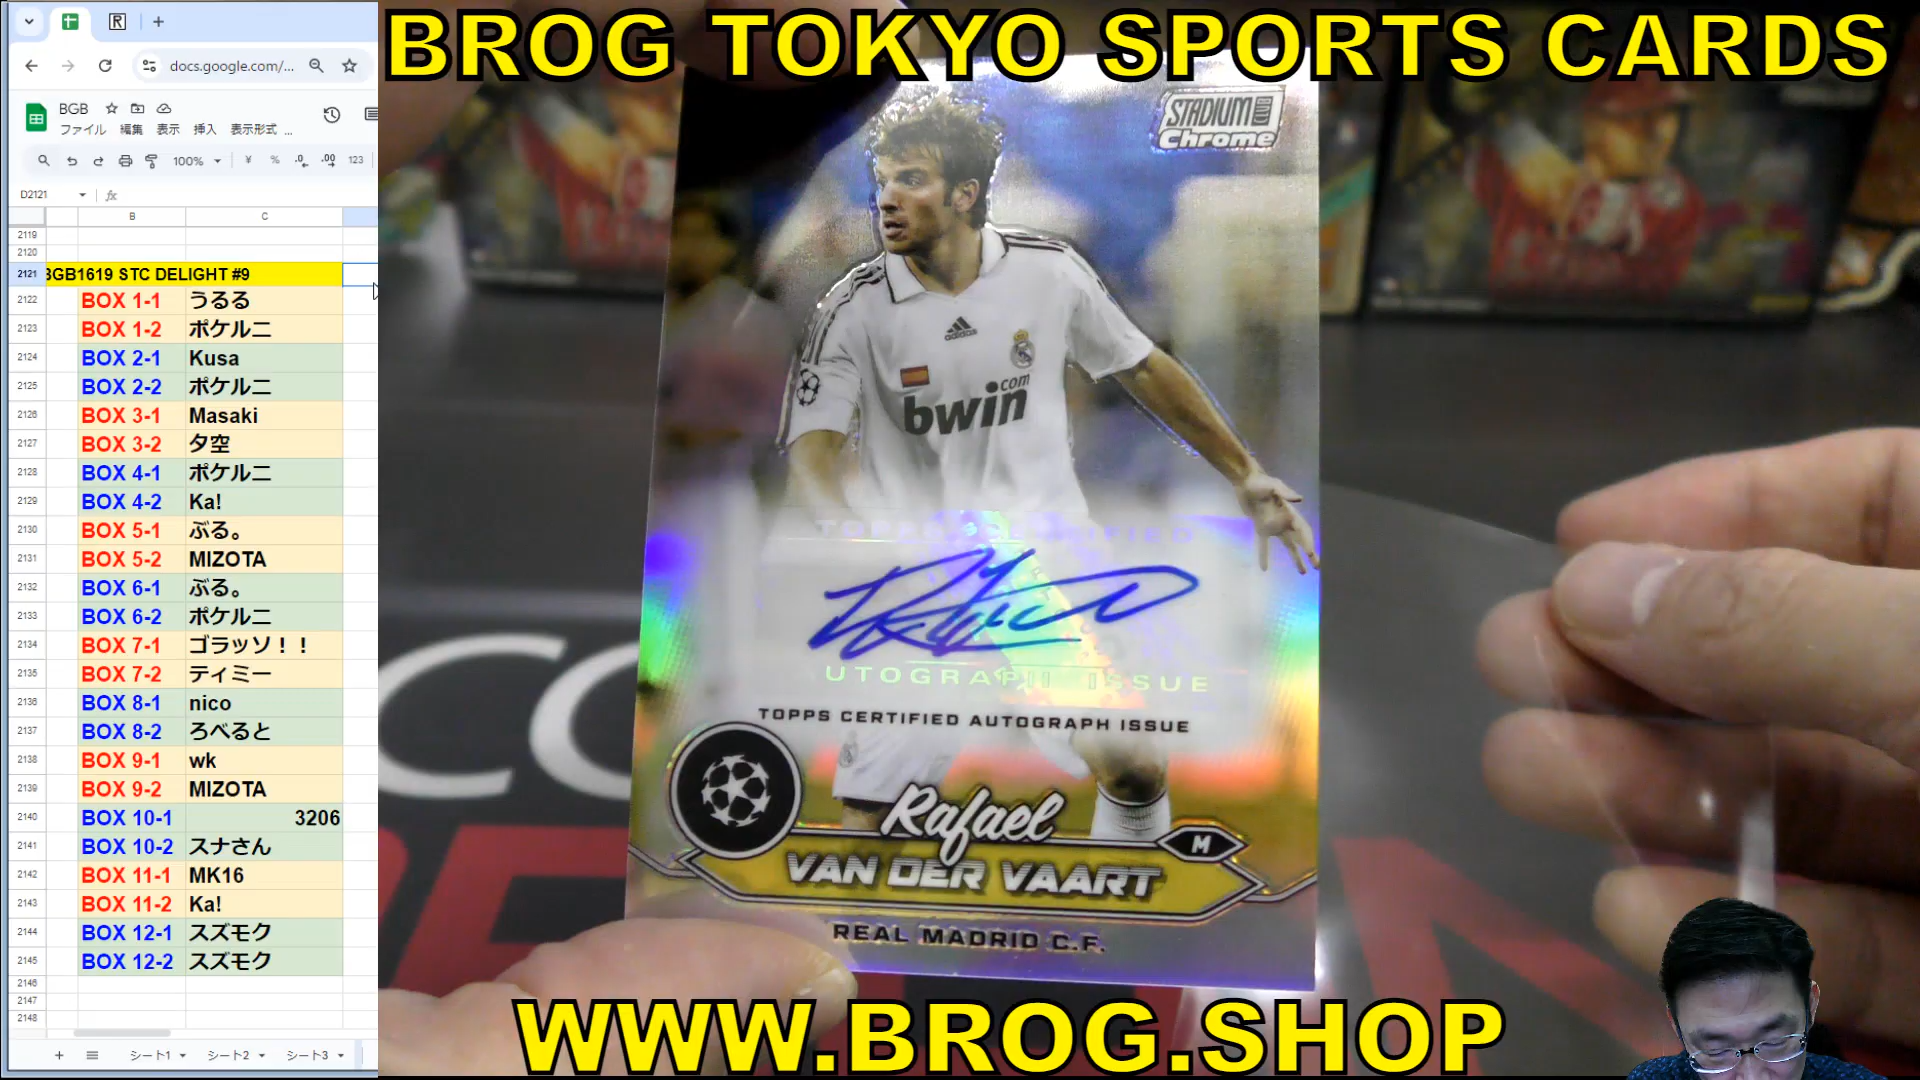 BROG TOKYO SPORTS CARDS
docs.google.com/...
BGB
ファイル 編集 表示 挿入 表示形式 ...
100% ¥ % .0 .00 123
D2121 fx
B C
2119
2120
2121 BGB1619 STC DELIGHT #9
2122 BOX 1-1 うるる
2123 BOX 1-2 ポケルニ
2124 BOX 2-1 Kusa
2125 BOX 2-2 ポケルニ
2126 BOX 3-1 Masaki
2127 BOX 3-2 夕空
2128 BOX 4-1 ポケルニ
2129 BOX 4-2 Ka!
2130 BOX 5-1 ぶる。
2131 BOX 5-2 MIZOTA
2132 BOX 6-1 ぶる。
2133 BOX 6-2 ポケルニ
2134 BOX 7-1 ゴラッソ！！
2135 BOX 7-2 ティミー
2136 BOX 8-1 nico
2137 BOX 8-2 ろべると
2138 BOX 9-1 wk
2139 BOX 9-2 MIZOTA
2140 BOX 10-1 3206
2141 BOX 10-2 スナさん
2142 BOX 11-1 MK16
2143 BOX 11-2 Ka!
2144 BOX 12-1 スズモク
2145 BOX 12-2 スズモク
2146
2147
2148
シート1 シート2 シート3
STADIUM CLUB
Chrome
adidas
bwin.com
TOPPS CERTIFIED
UTOGRAPH ISSUE
TOPPS CERTIFIED AUTOGRAPH ISSUE
Rafael
M
VAN DER VAART
REAL MADRID C.F.
WWW.BROG.SHOP